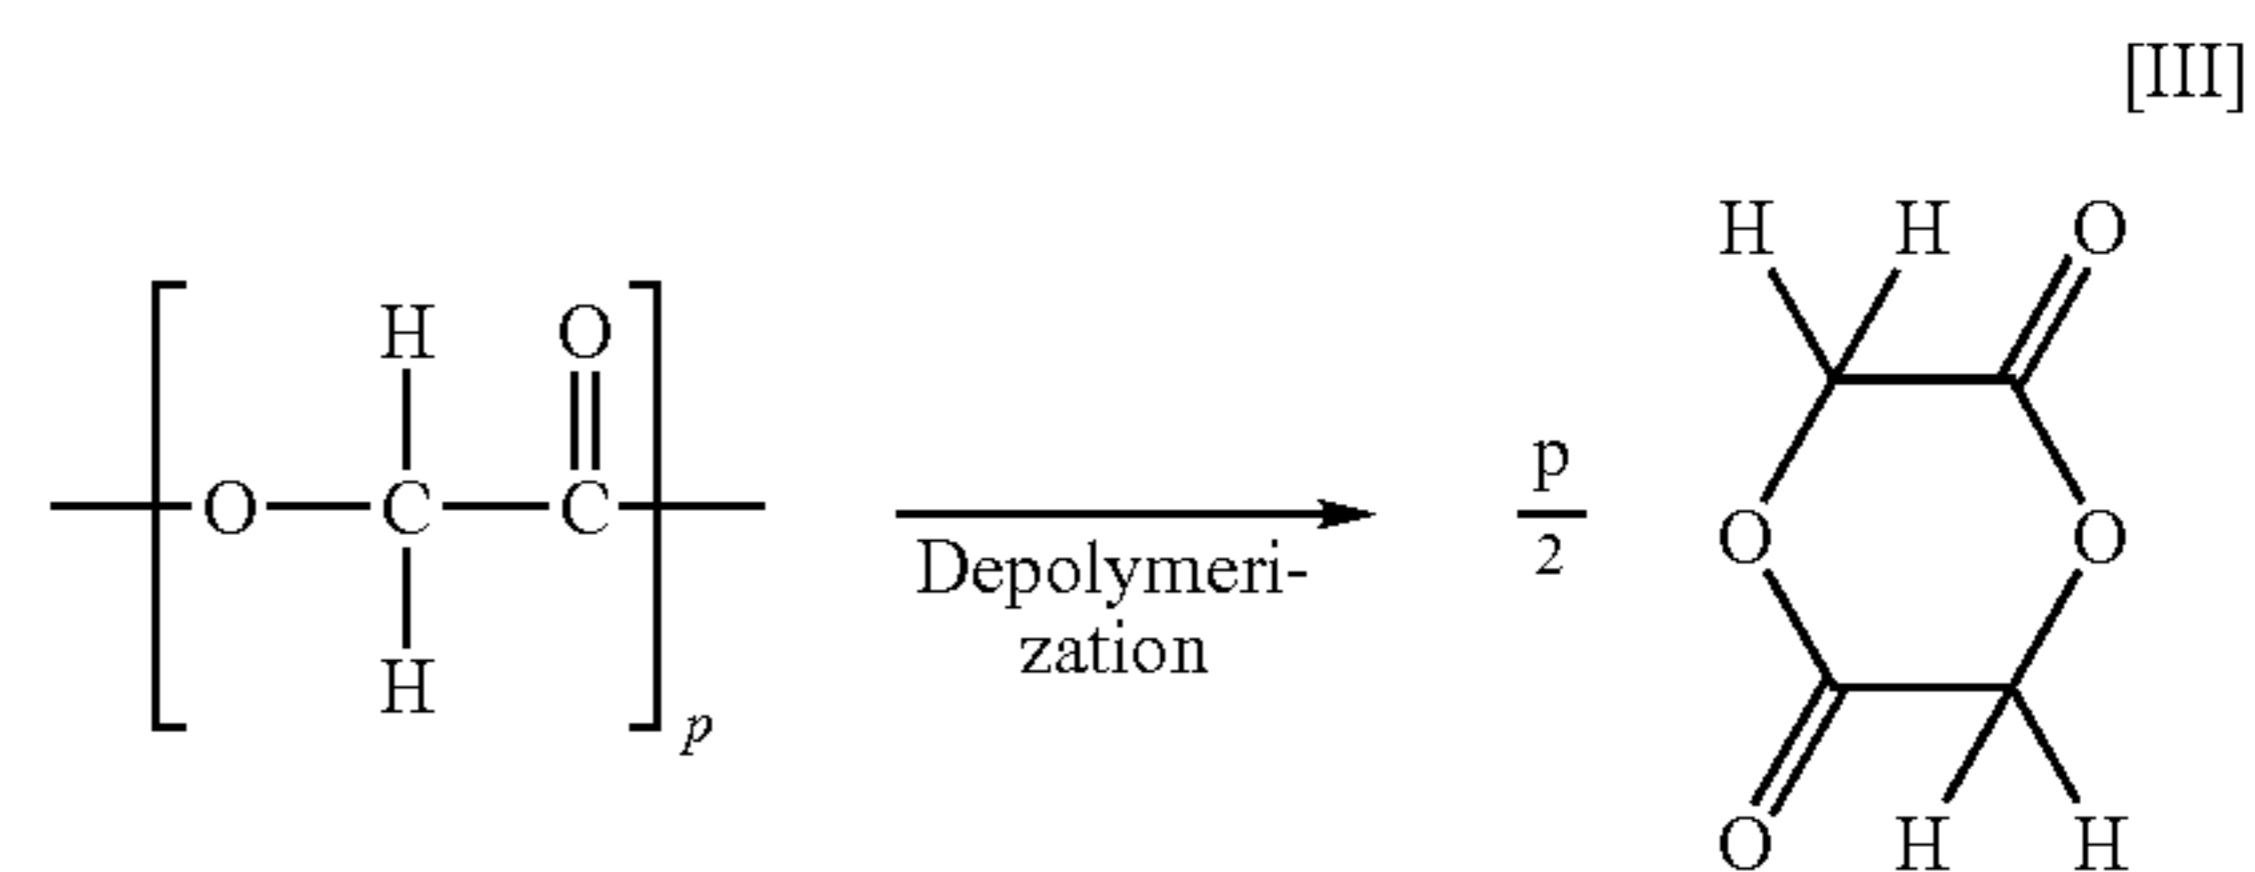 [III]
H H O
H O
O C C
H
p
p
2
Depolymeri-
zation
O O
O H H